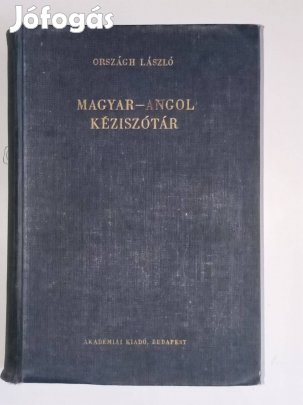 Jófogás
ORSZÁGH LÁSZLÓ
MAGYAR–ANGOL
KÉZISZÓTÁR
AKADÉMIAI KIADÓ, BUDAPEST